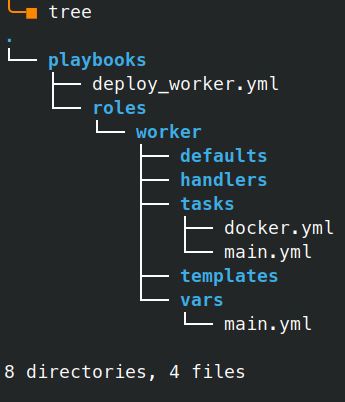 tree
.
playbooks
deploy_worker.yml
roles
worker
defaults
handlers
tasks
docker.yml
main.yml
templates
vars
main.yml
8 directories, 4 files